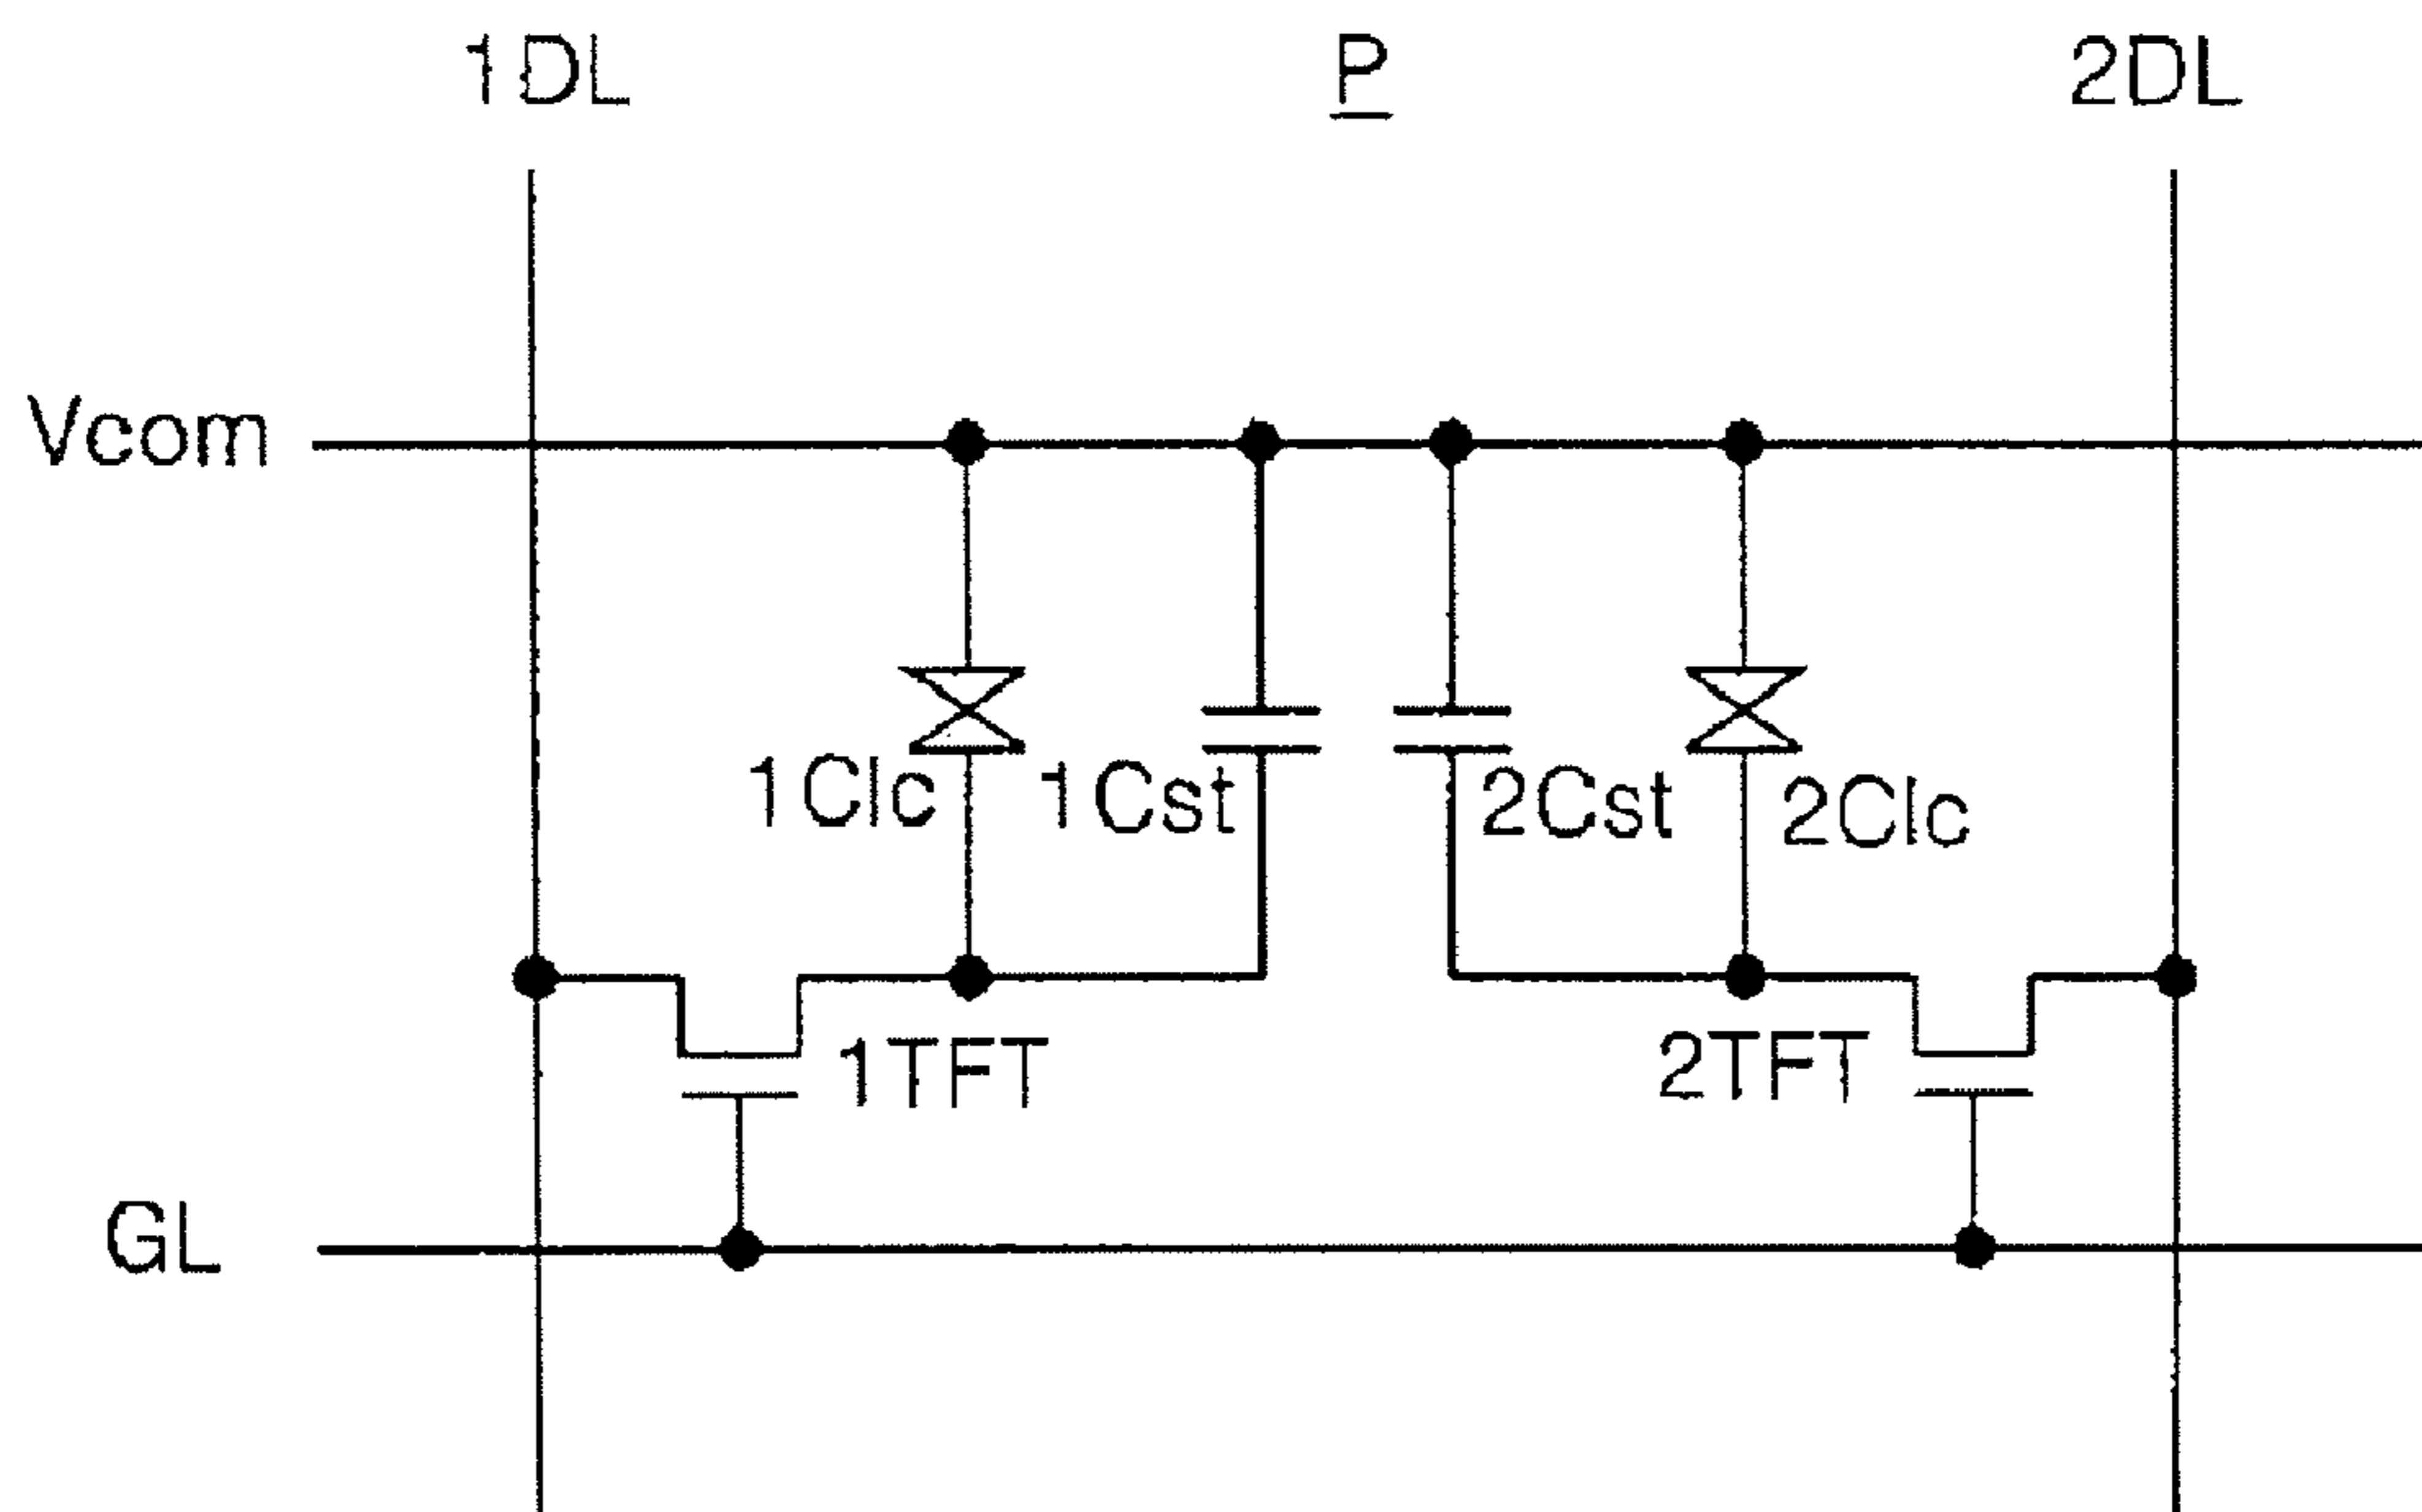 1DL P 2DL
Vcom
1Clc 1Cst 2Cst 2Clc
1TFT 2TFT
GL